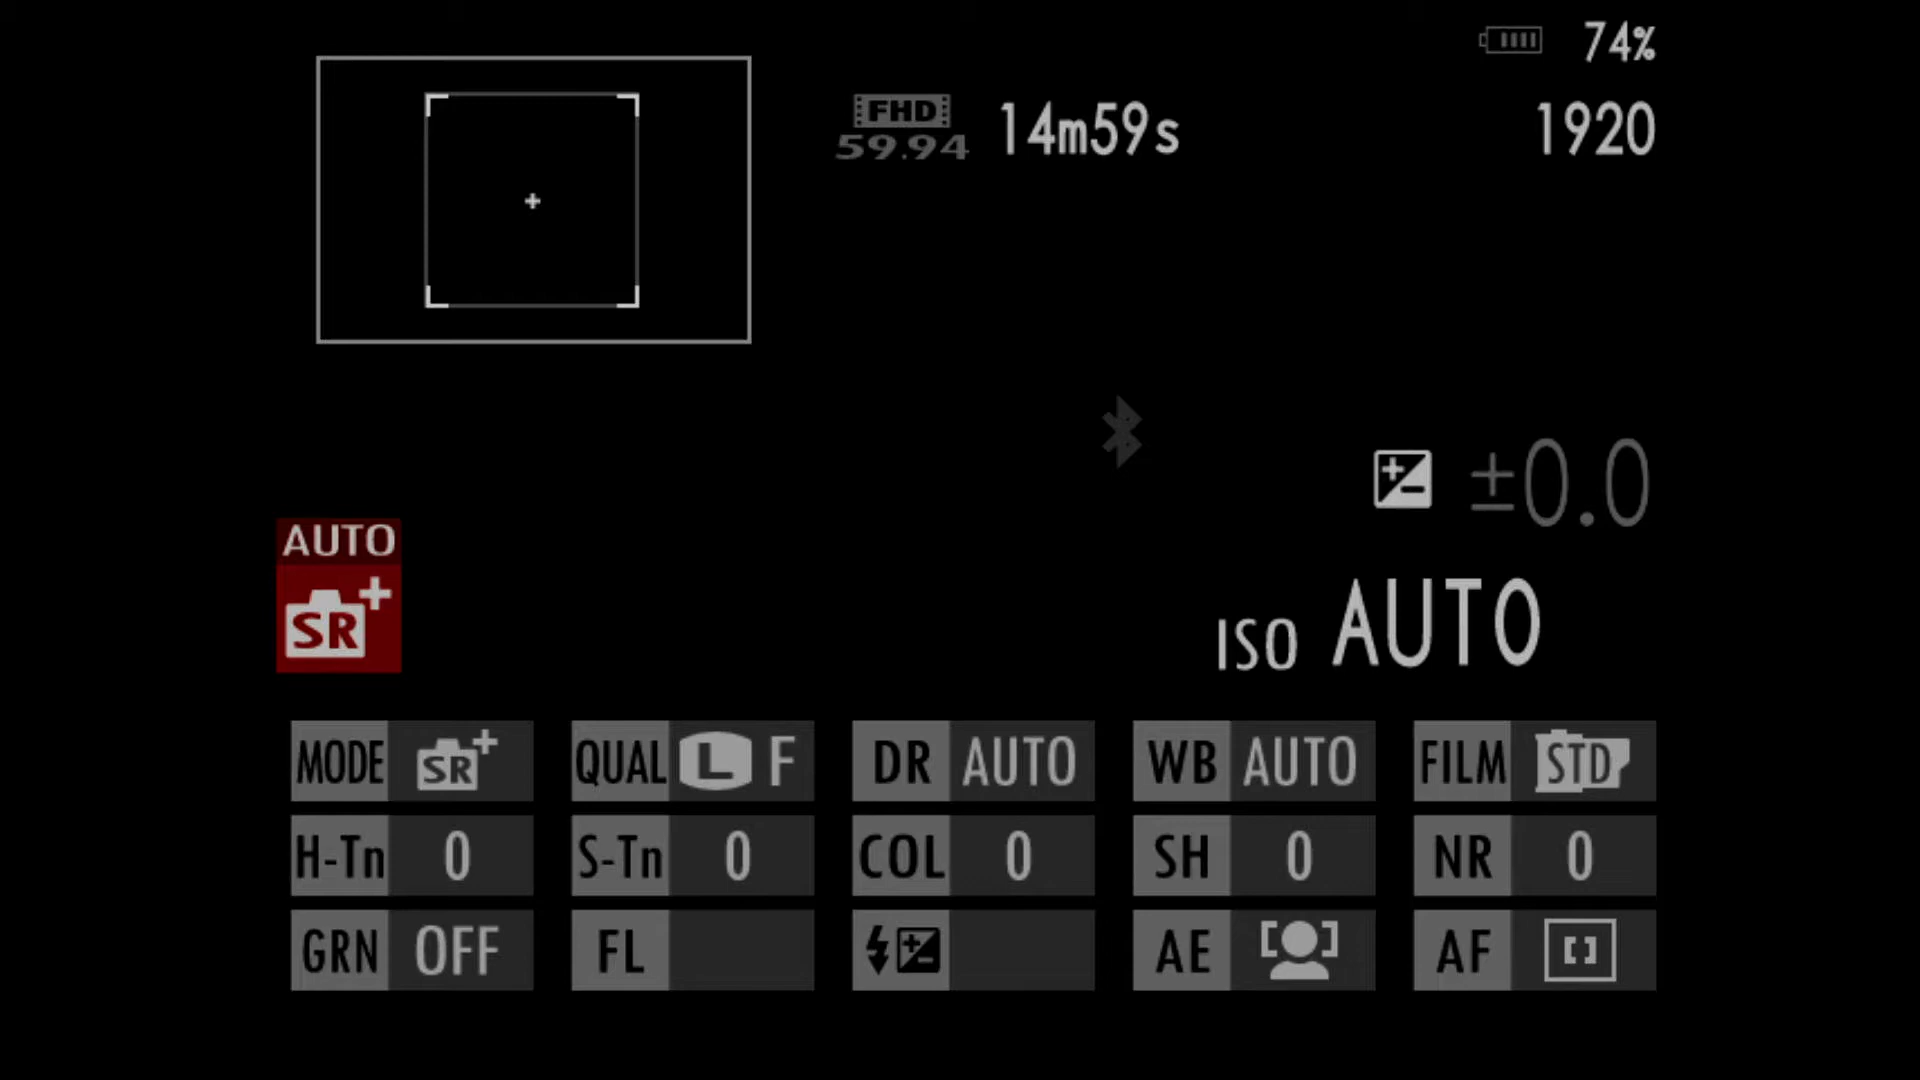 74%
FHD 14m59s 1920
59.94
±0.0
AUTO
SR+
ISO AUTO
MODE SR+ QUAL L F DR AUTO WB AUTO FILM STD
H-Tn 0 S-Tn 0 COL 0 SH 0 NR 0
GRN OFF FL AE AF